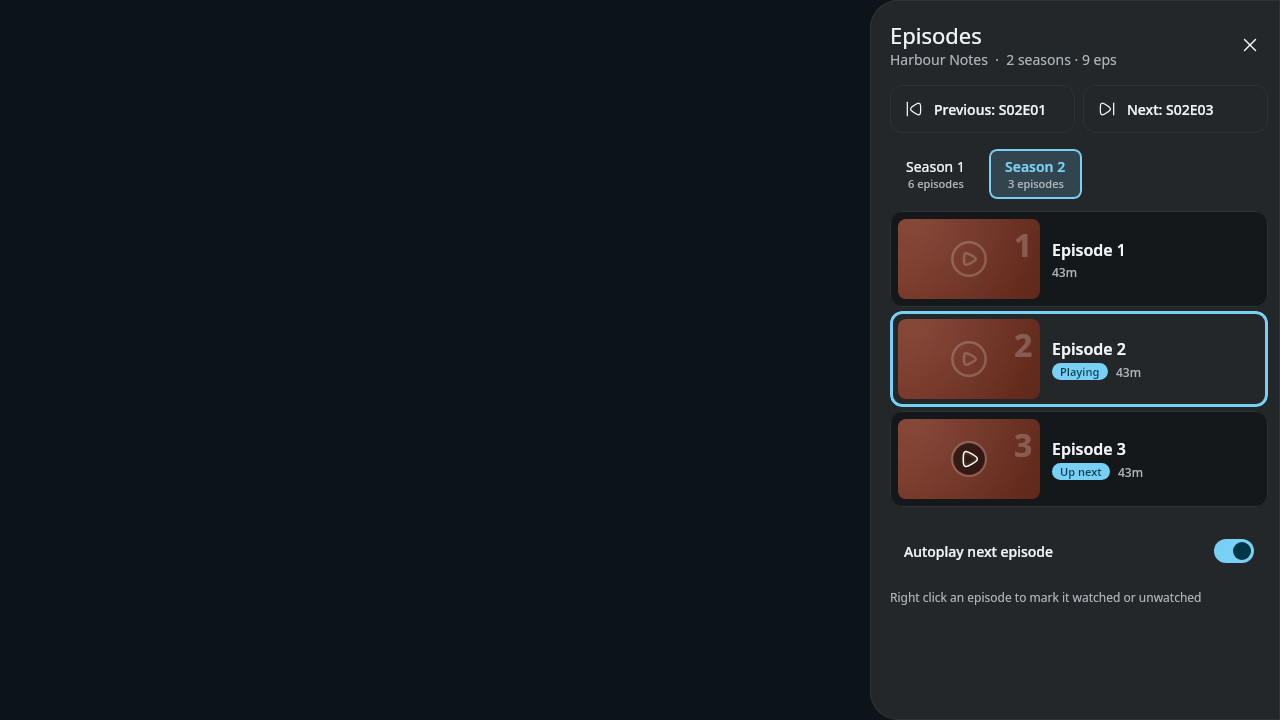 Episodes
Harbour Notes · 2 seasons · 9 eps
Previous: S02E01
Next: S02E03
Season 1
6 episodes
Season 2
3 episodes
1
Episode 1
43m
2
Episode 2
Playing 43m
3
Episode 3
Up next 43m
Autoplay next episode
Right click an episode to mark it watched or unwatched